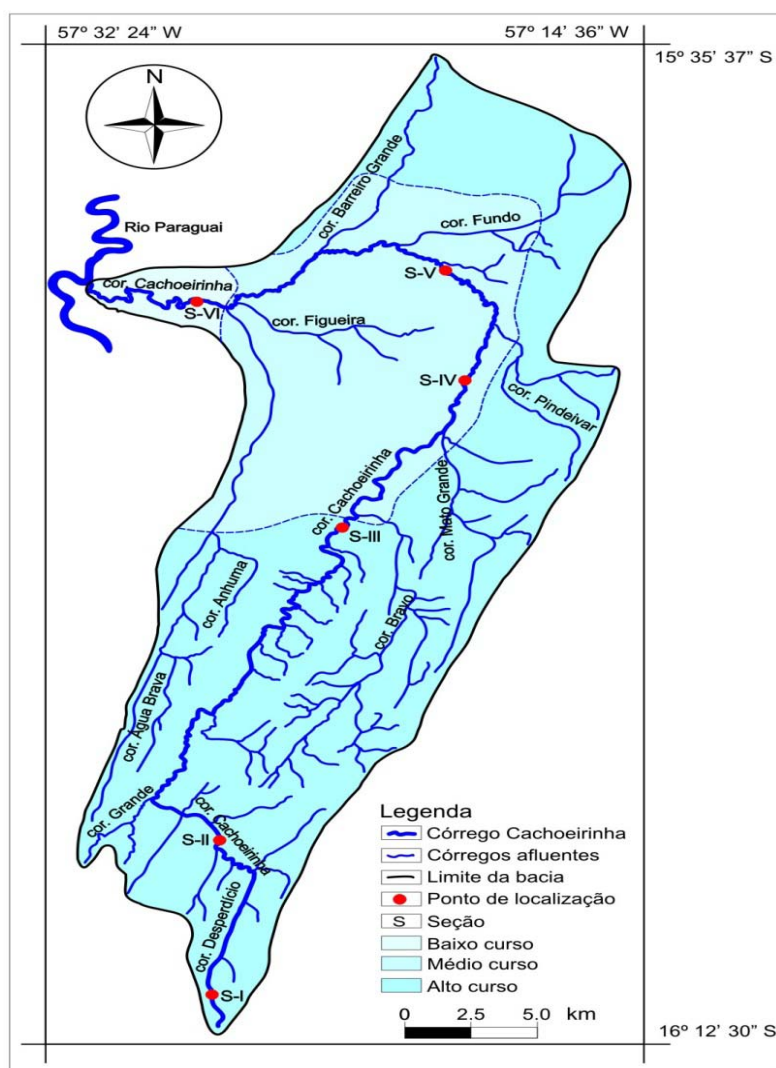 57º 32' 24” W
57º 14’ 36” W
15º 35’ 37” S
N
cor. Barreiro Grande
Rio Paraguai
cor. Fundo
cor. Cachoeirinha
S-V
S-VI
cor. Figueira
S-IV
cor. Pindeivar
cor. Cachoeirinha
cor. Mato Grande
S-III
cor. Anhuma
cor. Bravo
cor. Água Brava
cor. Grande
cor. Cachoeirinha
S-II
cor. Desperdício
S-I
Legenda
Córrego Cachoeirinha
Córregos afluentes
Limite da bacia
Ponto de localização
S Seção
Baixo curso
Médio curso
Alto curso
0 2.5 5.0 km
16º 12’ 30” S